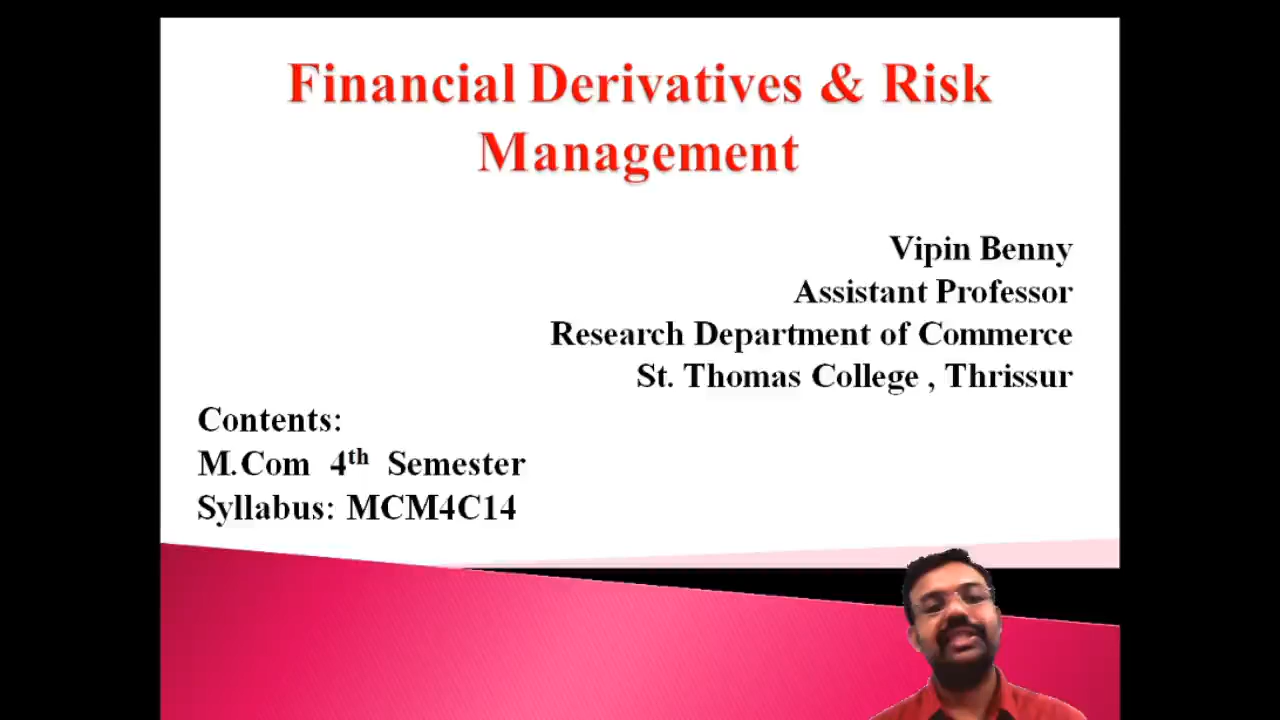 Financial Derivatives & Risk
Management
Vipin Benny
Assistant Professor
Research Department of Commerce
St. Thomas College , Thrissur
Contents:
M.Com 4th Semester
Syllabus: MCM4C14